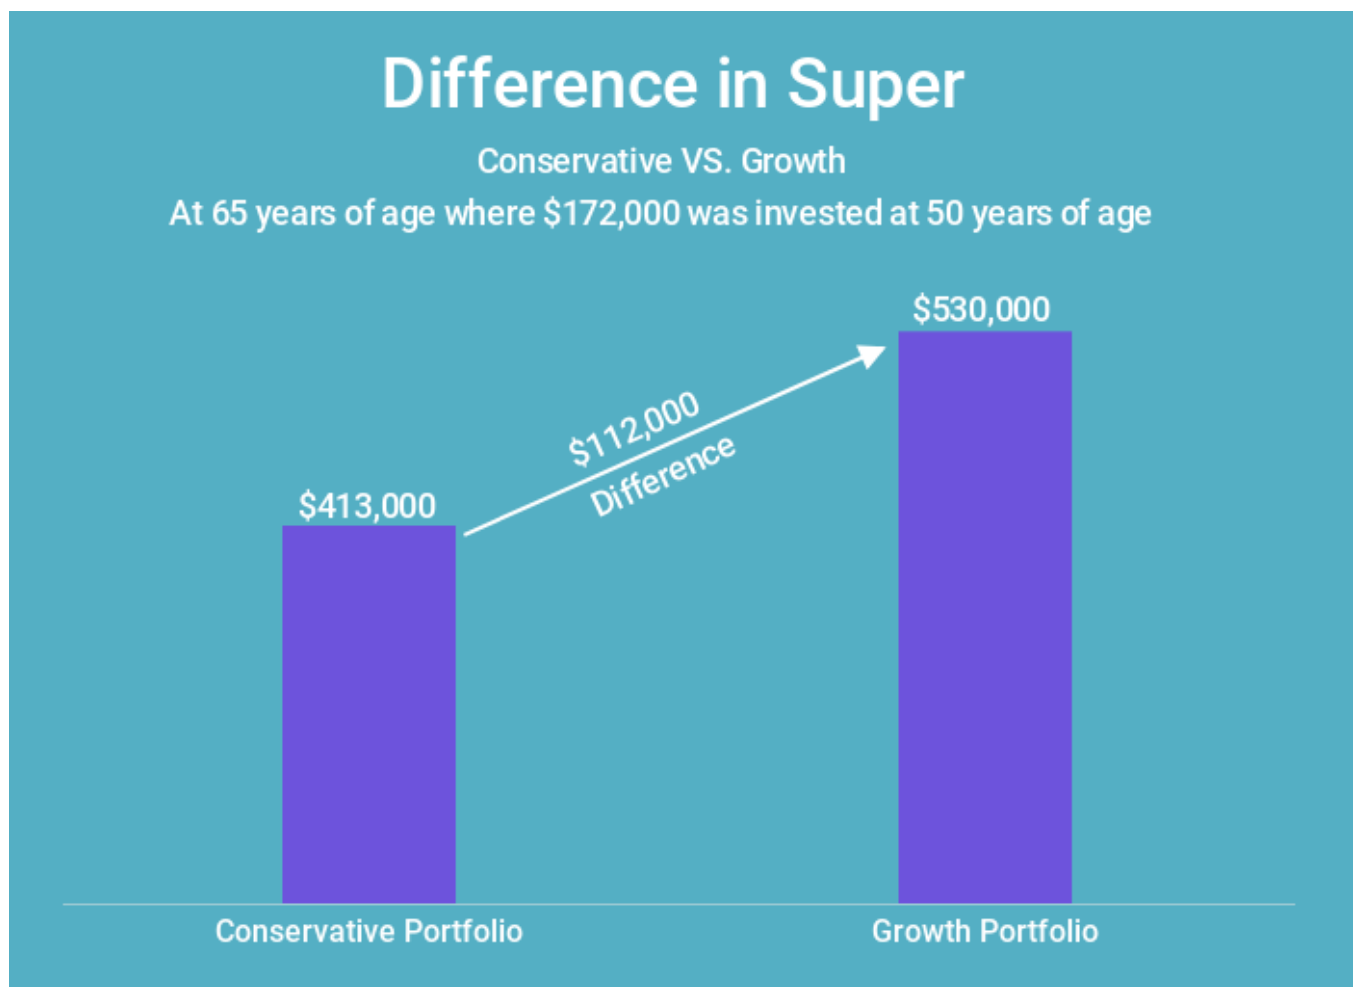 Difference in Super
Conservative VS. Growth
At 65 years of age where $172,000 was invested at 50 years of age
$530,000
$112,000
Difference
$413,000
Conservative Portfolio
Growth Portfolio